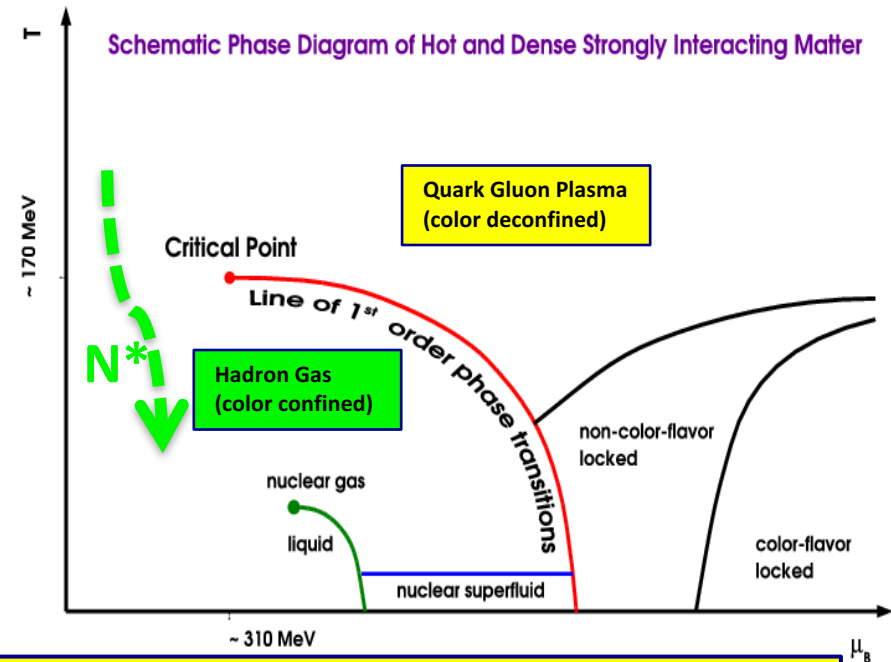 T
Schematic Phase Diagram of Hot and Dense Strongly Interacting Matter
Quark Gluon Plasma
(color deconfined)
~ 170 MeV
Critical Point
Line of 1st order phase transitions
N*
Hadron Gas
(color confined)
non-color-flavor
locked
nuclear gas
liquid
color-flavor
locked
nuclear superfluid
~ 310 MeV
μB